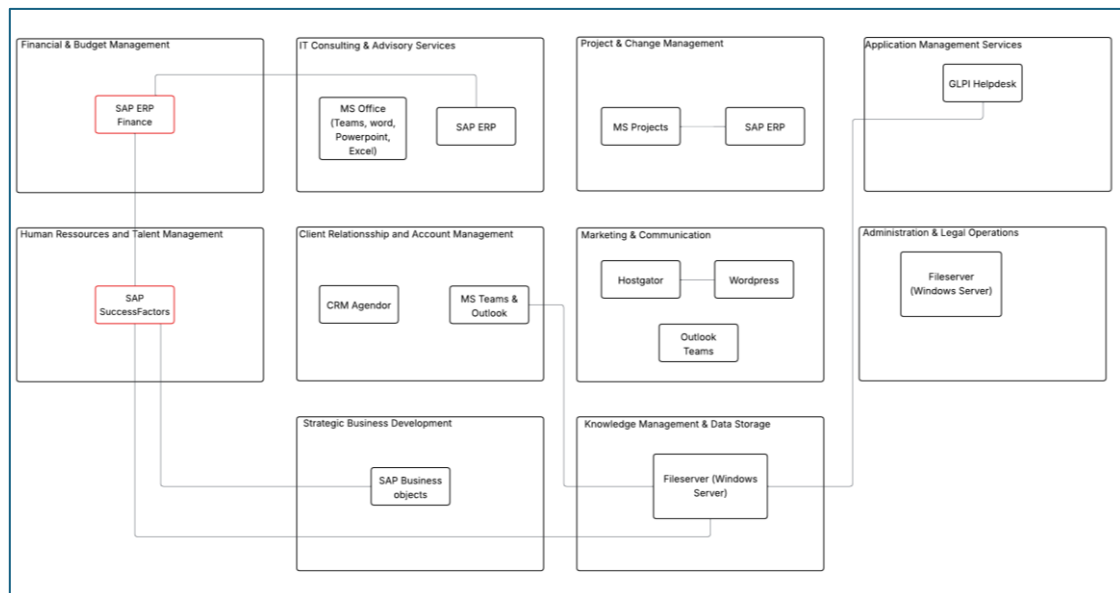 Financial & Budget Management
SAP ERP
Finance
IT Consulting & Advisory Services
MS Office
(Teams, word,
Powerpoint,
Excel)
SAP ERP
Project & Change Management
MS Projects
SAP ERP
Application Management Services
GLPI Helpdesk
Human Ressources and Talent Management
SAP
SuccessFactors
Client Relationsship and Account Management
CRM Agendor
MS Teams &
Outlook
Marketing & Communication
Hostgator
Wordpress
Outlook
Teams
Administration & Legal Operations
Fileserver
(Windows Server)
Strategic Business Development
SAP Business
objects
Knowledge Management & Data Storage
Fileserver (Windows
Server)